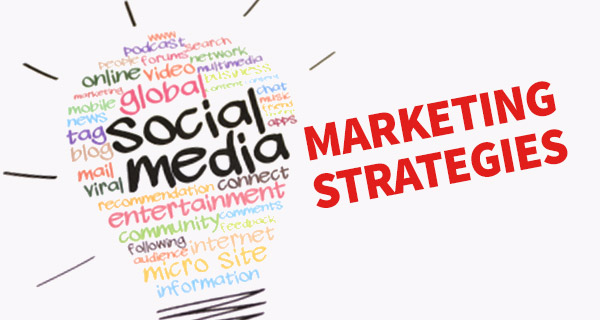 www
podcast
people forums search
online video network
multimedia
marketing global business
content
mobile chat
news social music
friend
tag apps
blog media
mail
viral connect
recommendation
entertainment
community comments
feedback
following internet
audience
micro site
information
MARKETING
STRATEGIES